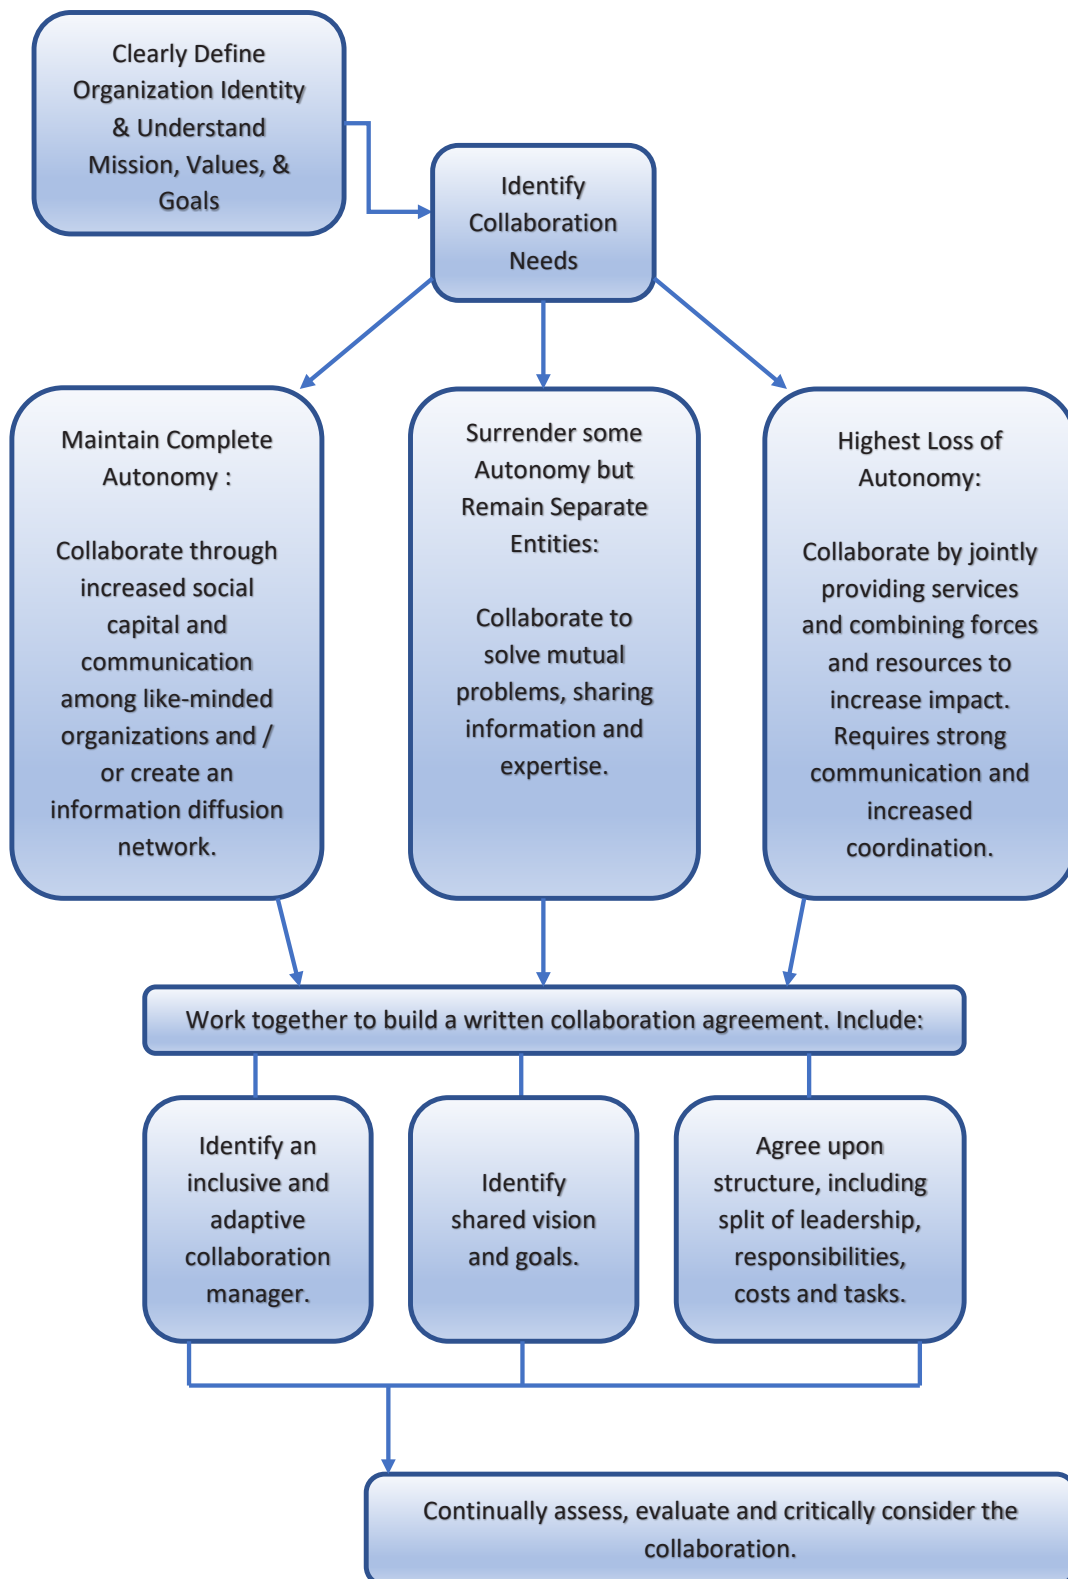 Clearly Define
Organization Identity
& Understand
Mission, Values, &
Goals
Identify
Collaboration
Needs
Maintain Complete
Autonomy :
Collaborate through
increased social
capital and
communication
among like-minded
organizations and /
or create an
information diffusion
network.
Surrender some
Autonomy but
Remain Separate
Entities:
Collaborate to
solve mutual
problems, sharing
information and
expertise.
Highest Loss of
Autonomy:
Collaborate by jointly
providing services
and combining forces
and resources to
increase impact.
Requires strong
communication and
increased
coordination.
Work together to build a written collaboration agreement. Include:
Identify an
inclusive and
adaptive
collaboration
manager.
Identify
shared vision
and goals.
Agree upon
structure, including
split of leadership,
responsibilities,
costs and tasks.
Continually assess, evaluate and critically consider the
collaboration.